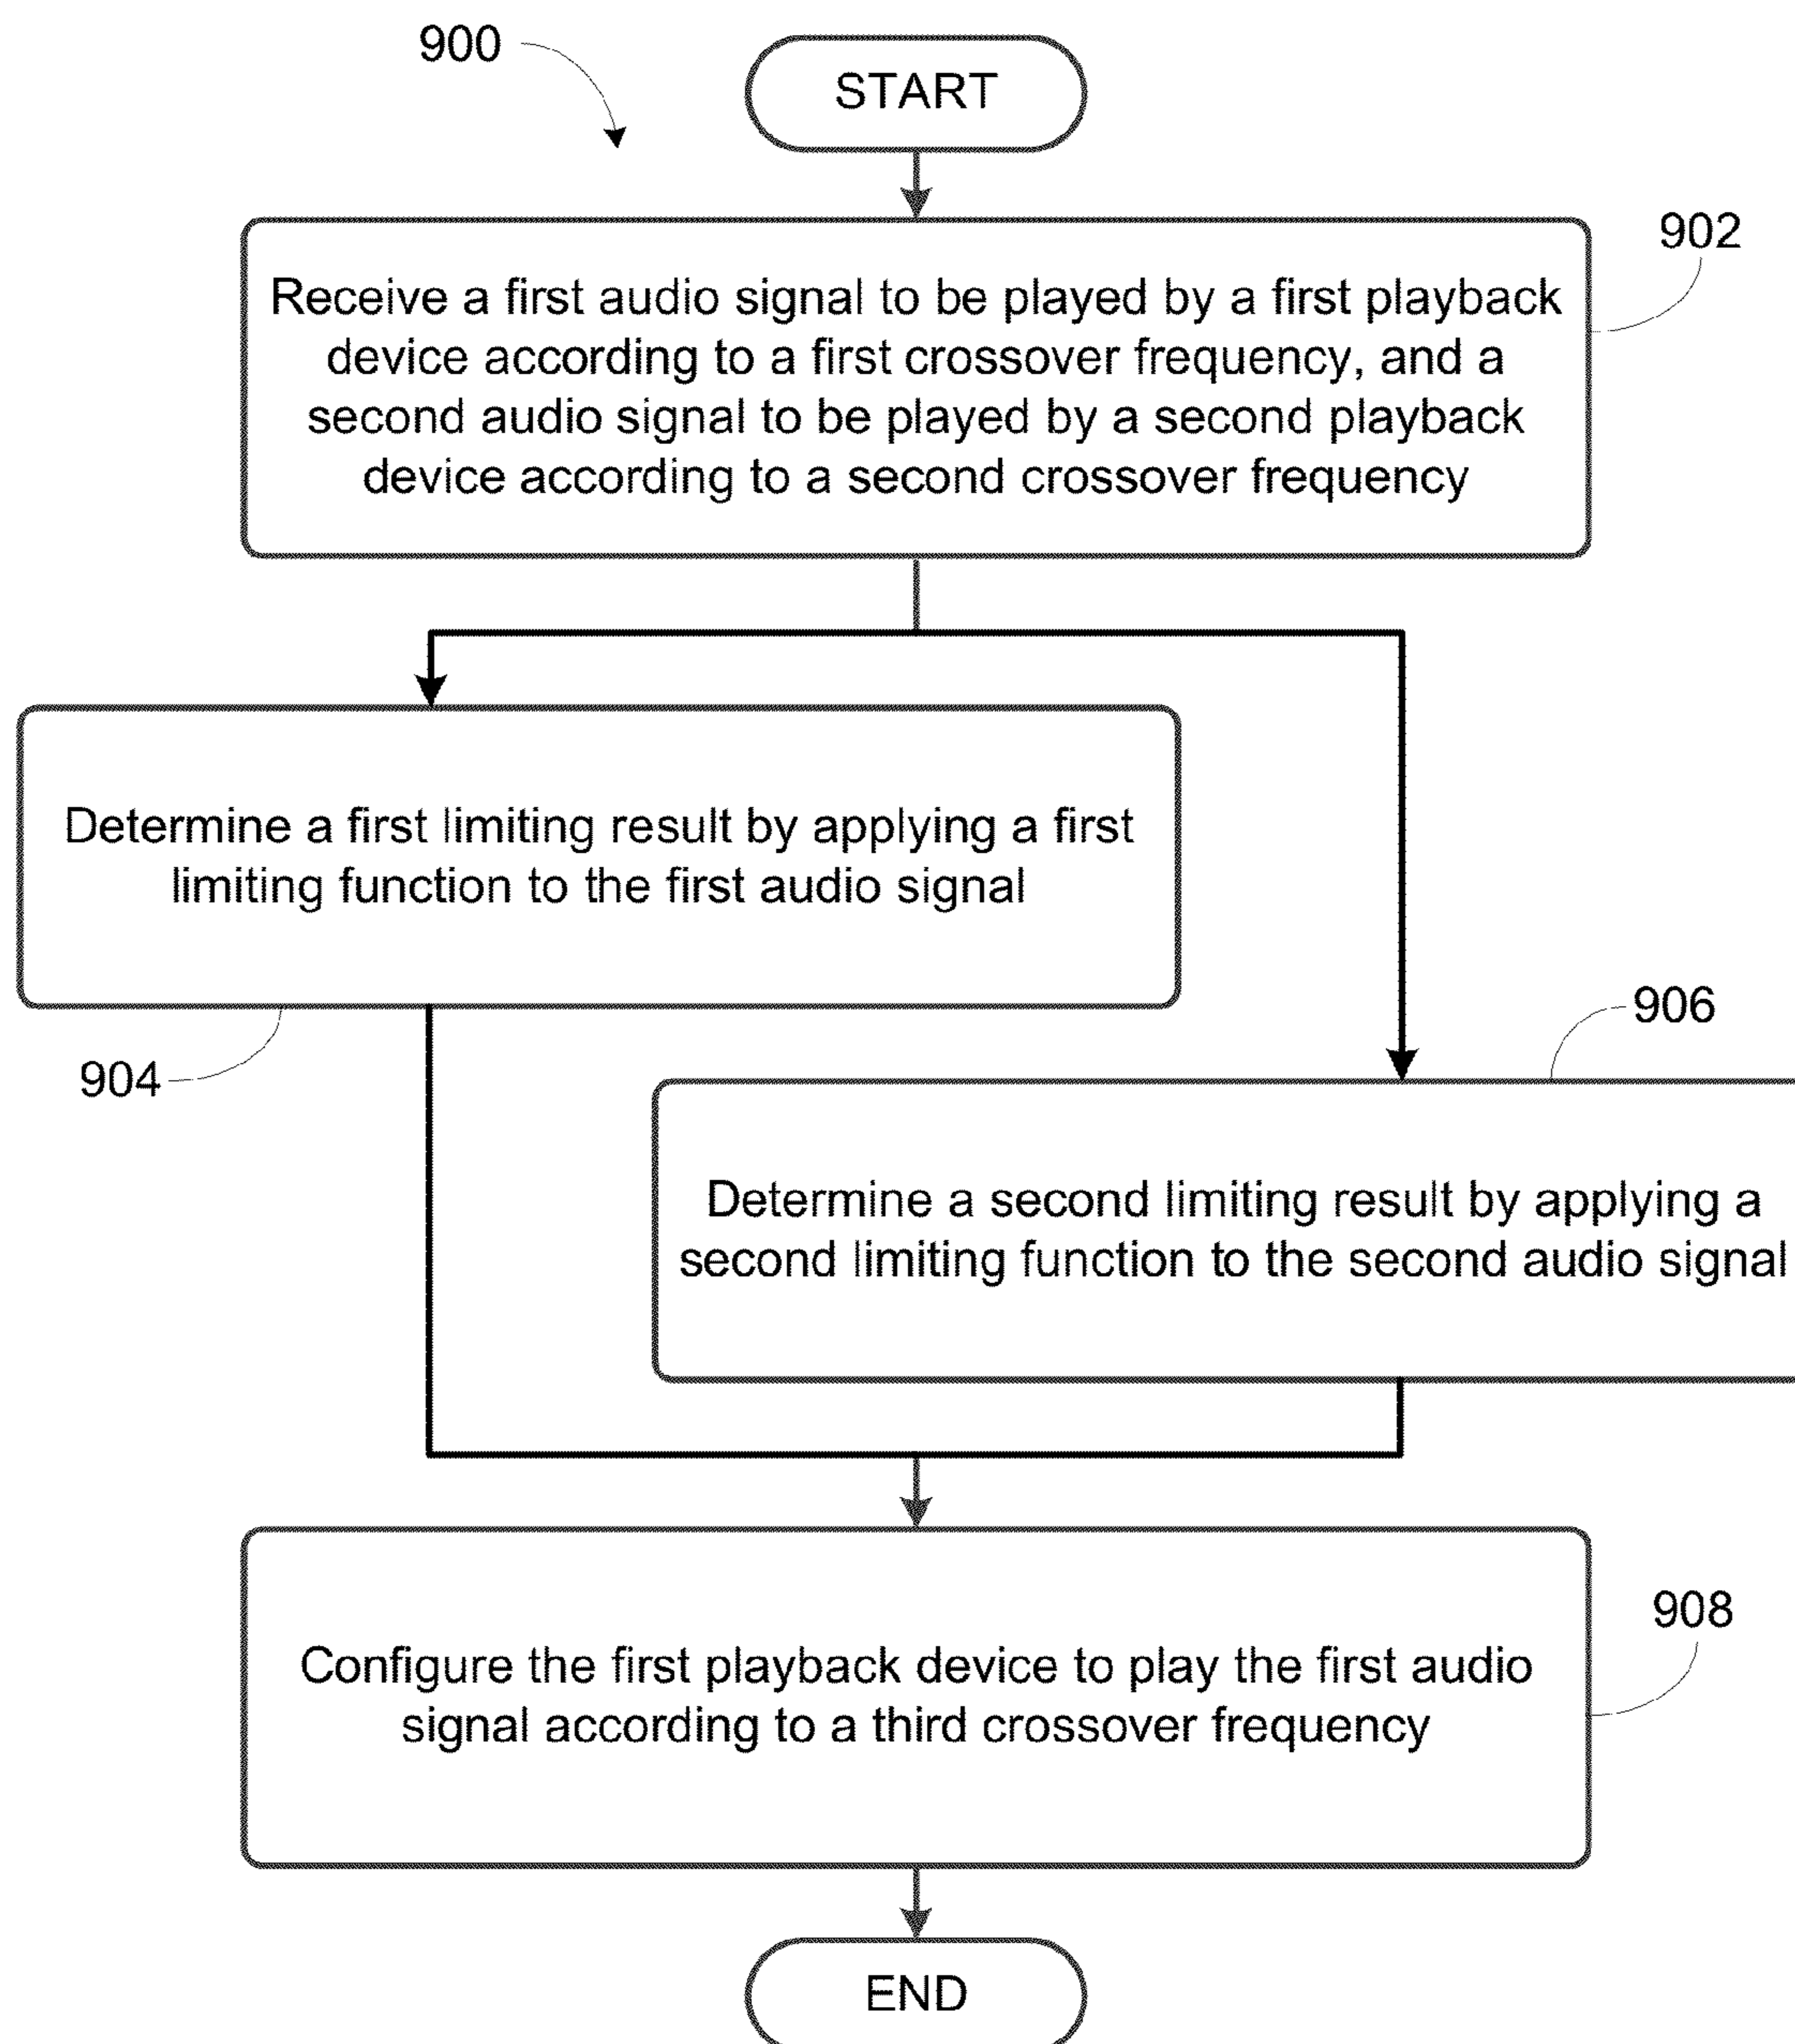 900
START
902
Receive a first audio signal to be played by a first playback
device according to a first crossover frequency, and a
second audio signal to be played by a second playback
device according to a second crossover frequency
Determine a first limiting result by applying a first
limiting function to the first audio signal
904
906
Determine a second limiting result by applying a
second limiting function to the second audio signal
908
Configure the first playback device to play the first audio
signal according to a third crossover frequency
END